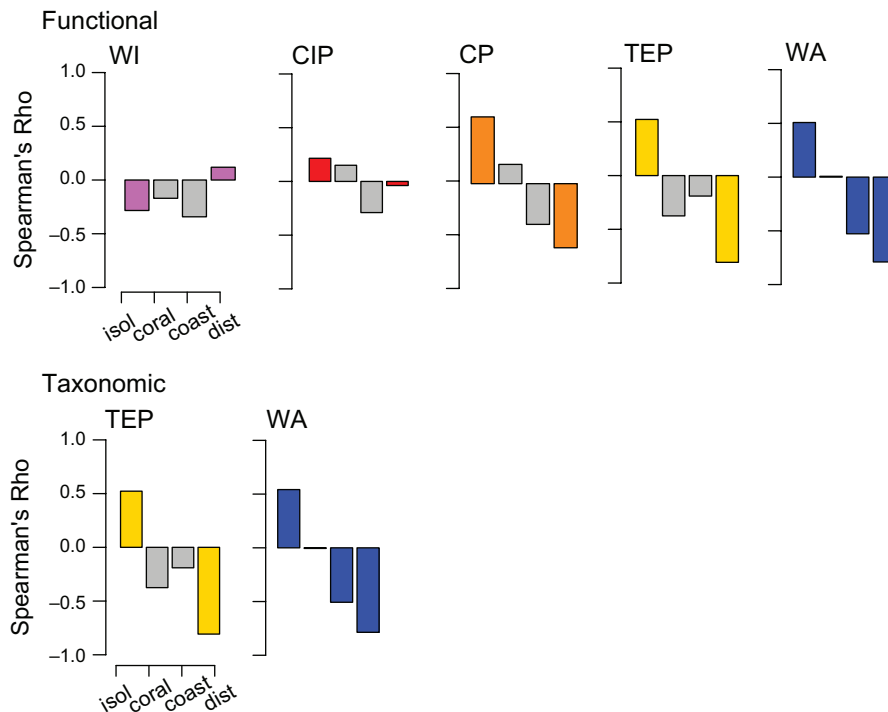 Functional
WI CIP CP TEP WA
Spearman's Rho
1.0
0.5
0.0
–0.5
–1.0
isol coral coast dist
Taxonomic
TEP WA
Spearman's Rho
1.0
0.5
0.0
–0.5
–1.0
isol coral coast dist